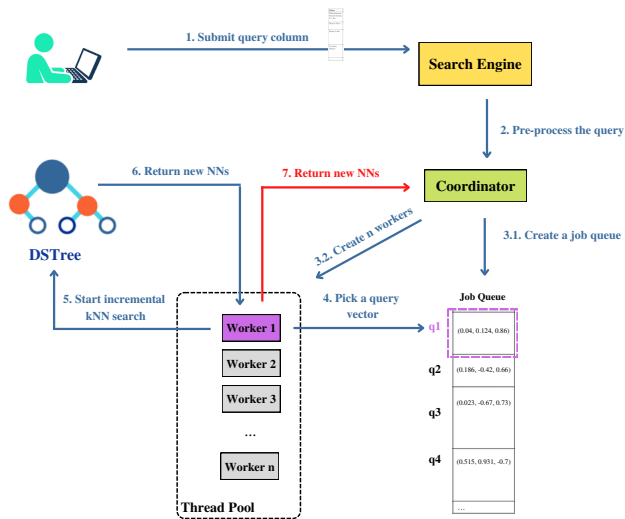 1. Submit query column
Search Engine
2. Pre-process the query
6. Return new NNs
7. Return new NNs
Coordinator
DSTree
3.2. Create n workers
3.1. Create a job queue
5. Start incremental
kNN search
4. Pick a query
vector
Job Queue
Worker 1
q1
(0.04, 0.124, 0.86)
Worker 2
q2
(0.186, -0.42, 0.66)
Worker 3
q3
(0.023, -0.67, 0.73)
...
Worker n
q4
(0.515, 0.931, -0.7)
...
Thread Pool